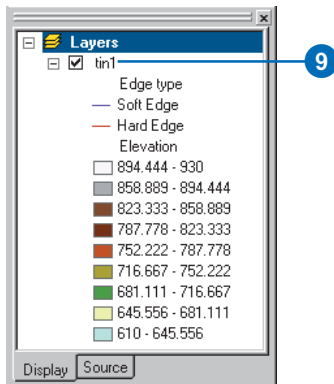 Layers
tin1
9
Edge type
Soft Edge
Hard Edge
Elevation
894.444 - 930
858.889 - 894.444
823.333 - 858.889
787.778 - 823.333
752.222 - 787.778
716.667 - 752.222
681.111 - 716.667
645.556 - 681.111
610 - 645.556
Display Source